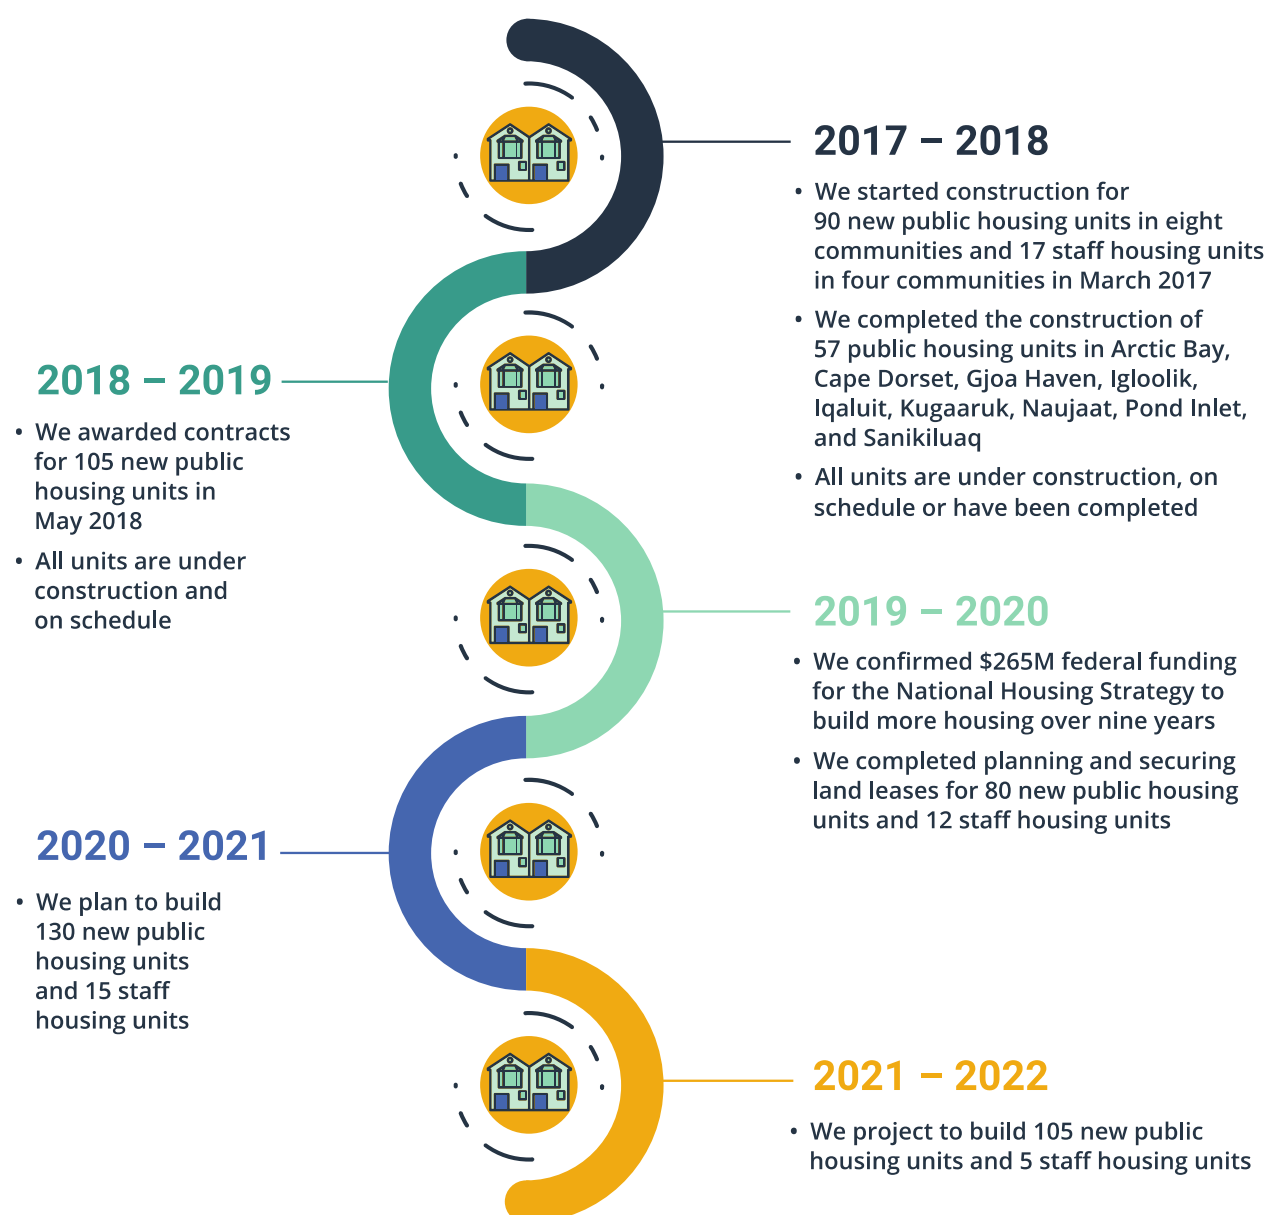 2017 – 2018
• We started construction for
90 new public housing units in eight
communities and 17 staff housing units
in four communities in March 2017
• We completed the construction of
57 public housing units in Arctic Bay,
Cape Dorset, Gjoa Haven, Igloolik,
Iqaluit, Kugaaruk, Naujaat, Pond Inlet,
and Sanikiluaq
• All units are under construction, on
schedule or have been completed
2018 – 2019
• We awarded contracts
for 105 new public
housing units in
May 2018
• All units are under
construction and
on schedule
2019 – 2020
• We confirmed $265M federal funding
for the National Housing Strategy to
build more housing over nine years
• We completed planning and securing
land leases for 80 new public housing
units and 12 staff housing units
2020 – 2021
• We plan to build
130 new public
housing units
and 15 staff
housing units
2021 – 2022
• We project to build 105 new public
housing units and 5 staff housing units